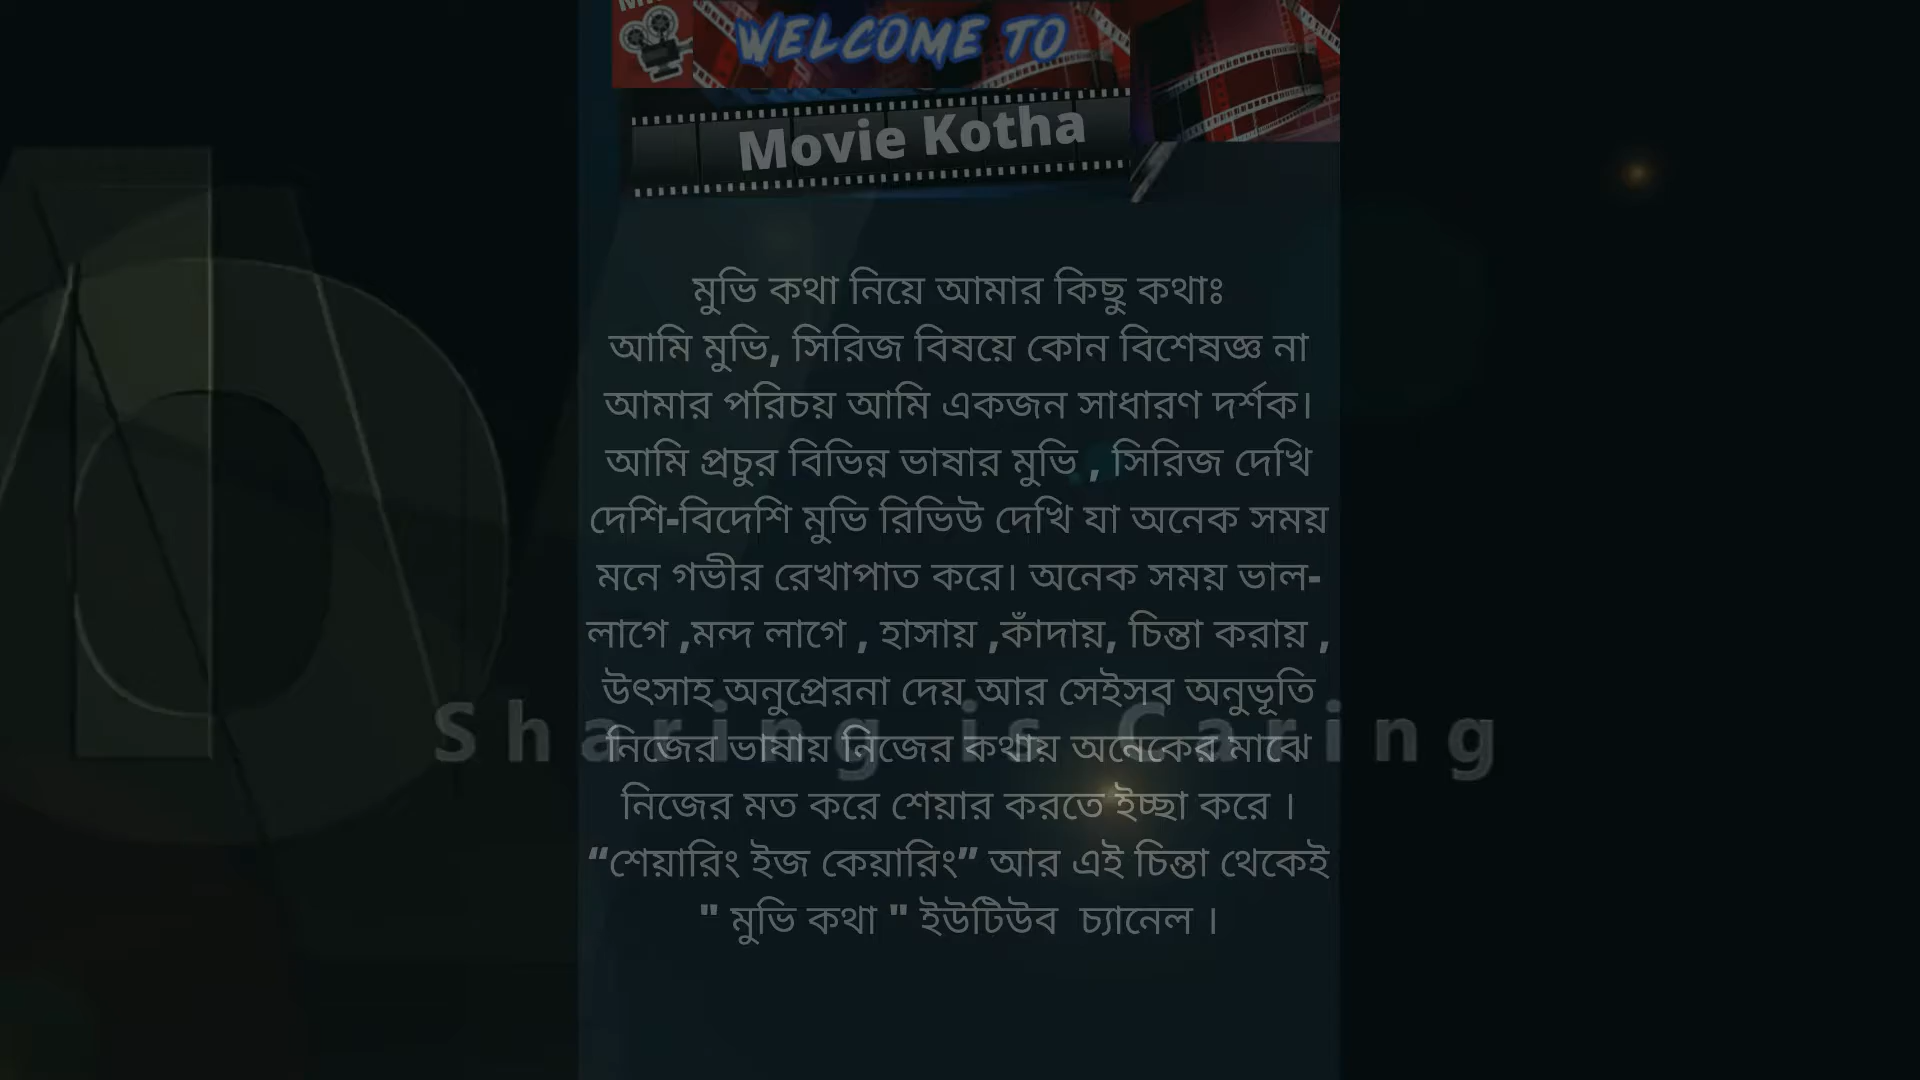 WELCOME TO
Movie Kotha
মুভি কথা নিয়ে আমার কিছু কথাঃ
আমি মুভি, সিরিজ বিষয়ে কোন বিশেষজ্ঞ না
আমার পরিচয় আমি একজন সাধারণ দর্শক।
আমি প্রচুর বিভিন্ন ভাষার মুভি , সিরিজ দেখি
দেশি-বিদেশি মুভি রিভিউ দেখি যা অনেক সময়
মনে গভীর রেখাপাত করে। অনেক সময় ভাল-
লাগে ,মন্দ লাগে , হাসায় ,কাঁদায়, চিন্তা করায় ,
উৎসাহ অনুপ্রেরনা দেয় আর সেইসব অনুভূতি
Sharing is Caring
নিজের ভাষায় নিজের কথায় অনেকের মাঝে
নিজের মত করে শেয়ার করতে ইচ্ছা করে ।
“শেয়ারিং ইজ কেয়ারিং” আর এই চিন্তা থেকেই
" মুভি কথা " ইউটিউব চ্যানেল ।